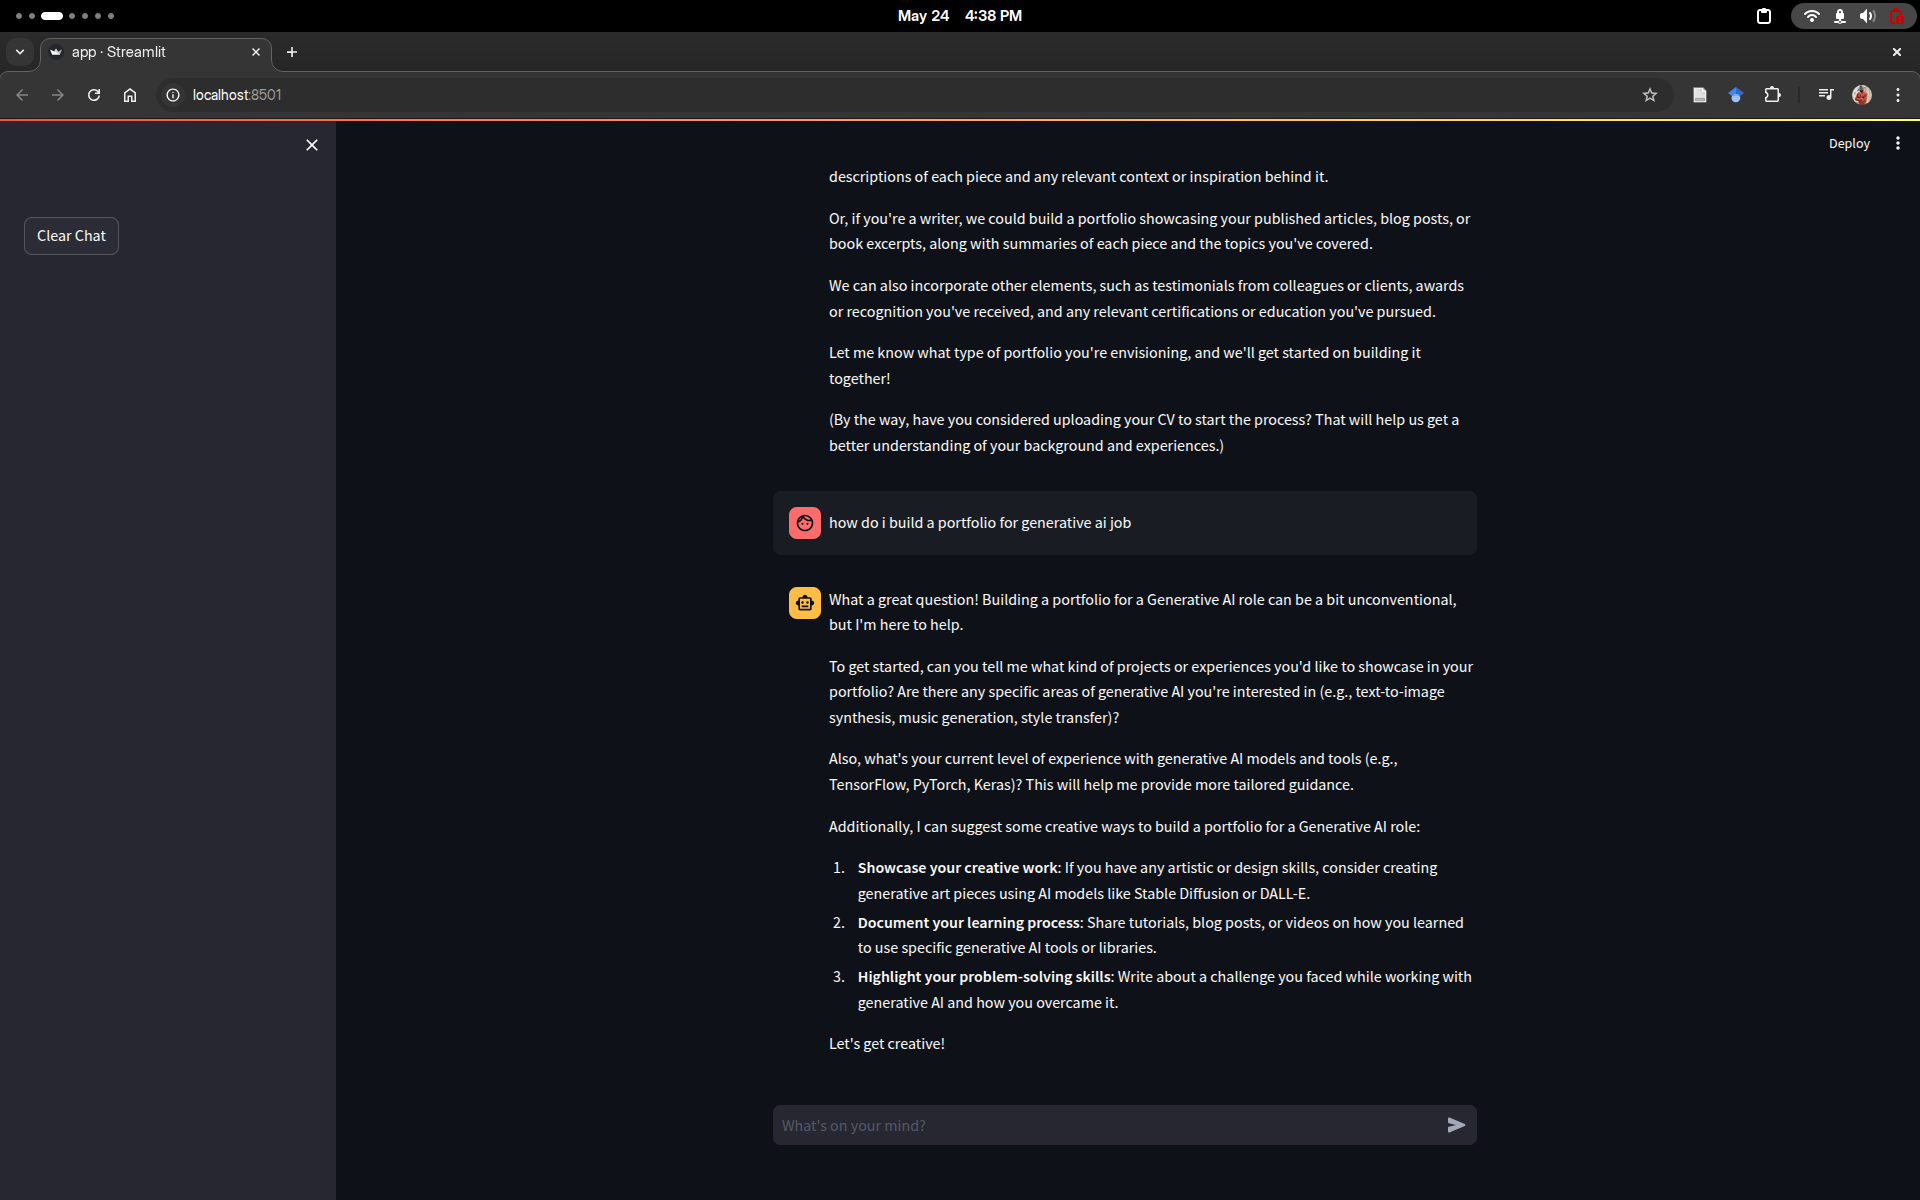 May 24 4:38 PM
app · Streamlit
localhost:8501
Deploy
Clear Chat
descriptions of each piece and any relevant context or inspiration behind it.
Or, if you're a writer, we could build a portfolio showcasing your published articles, blog posts, or
book excerpts, along with summaries of each piece and the topics you've covered.
We can also incorporate other elements, such as testimonials from colleagues or clients, awards
or recognition you've received, and any relevant certifications or education you've pursued.
Let me know what type of portfolio you're envisioning, and we'll get started on building it
together!
(By the way, have you considered uploading your CV to start the process? That will help us get a
better understanding of your background and experiences.)
how do i build a portfolio for generative ai job
What a great question! Building a portfolio for a Generative AI role can be a bit unconventional,
but I'm here to help.
To get started, can you tell me what kind of projects or experiences you'd like to showcase in your
portfolio? Are there any specific areas of generative AI you're interested in (e.g., text-to-image
synthesis, music generation, style transfer)?
Also, what's your current level of experience with generative AI models and tools (e.g.,
TensorFlow, PyTorch, Keras)? This will help me provide more tailored guidance.
Additionally, I can suggest some creative ways to build a portfolio for a Generative AI role:
1. Showcase your creative work: If you have any artistic or design skills, consider creating
generative art pieces using AI models like Stable Diffusion or DALL-E.
2. Document your learning process: Share tutorials, blog posts, or videos on how you learned
to use specific generative AI tools or libraries.
3. Highlight your problem-solving skills: Write about a challenge you faced while working with
generative AI and how you overcame it.
Let's get creative!
What's on your mind?